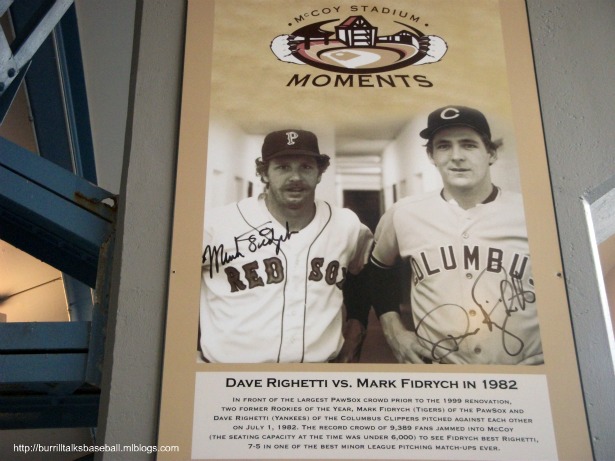 McCOY STADIUM
MOMENTS
P
C
Mark Fidrych
RED SOX
COLUMBUS
Dave Righetti
DAVE RIGHETTI VS. MARK FIDRYCH IN 1982
IN FRONT OF THE LARGEST PAWSOX CROWD PRIOR TO THE 1999 RENOVATION,
TWO FORMER ROOKIES OF THE YEAR, MARK FIDRYCH (TIGERS) OF THE PAWSOX AND
DAVE RIGHETTI (YANKEES) OF THE COLUMBUS CLIPPERS PITCHED AGAINST EACH OTHER
ON JULY 1, 1982. THE RECORD CROWD OF 9,389 FANS JAMMED INTO MCCOY
(THE SEATING CAPACITY AT THE TIME WAS UNDER 6,000) TO SEE FIDRYCH BEST RIGHETTI,
7-5 IN ONE OF THE BEST MINOR LEAGUE PITCHING MATCH-UPS EVER.
http://burrilltalksbaseball.mlblogs.com